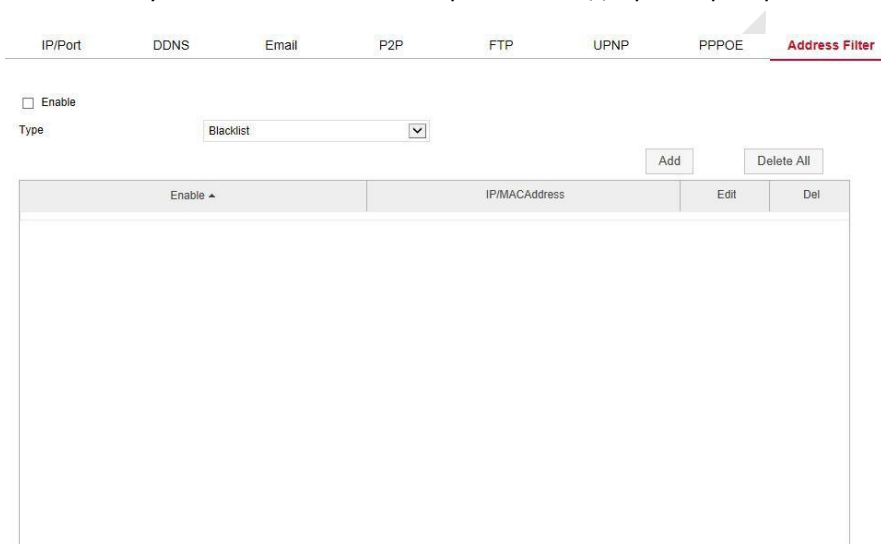 IP/Port DDNS Email P2P FTP UPNP PPPOE Address Filter
Enable
Type Blacklist
Add Delete All
Enable IP/MACAddress Edit Del